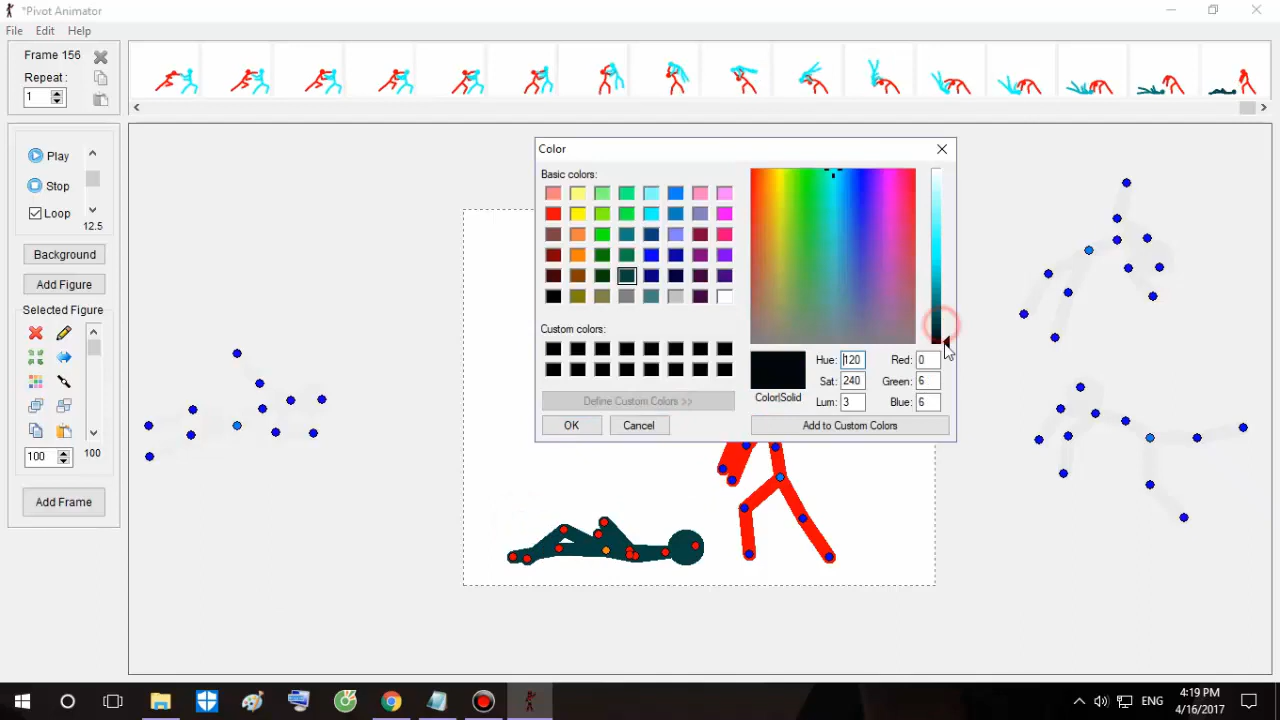 *Pivot Animator
File Edit Help
Frame 156
Repeat :
1
Play
Stop
Loop
12.5
Background
Add Figure
Selected Figure
100
100
Add Frame
Color
Basic colors:
Custom colors:
Define Custom Colors >>
OK Cancel
Color|Solid
Hue: 120 Red: 0
Sat: 240 Green: 6
Lum: 3 Blue: 6
Add to Custom Colors
ENG
4:19 PM
4/16/2017